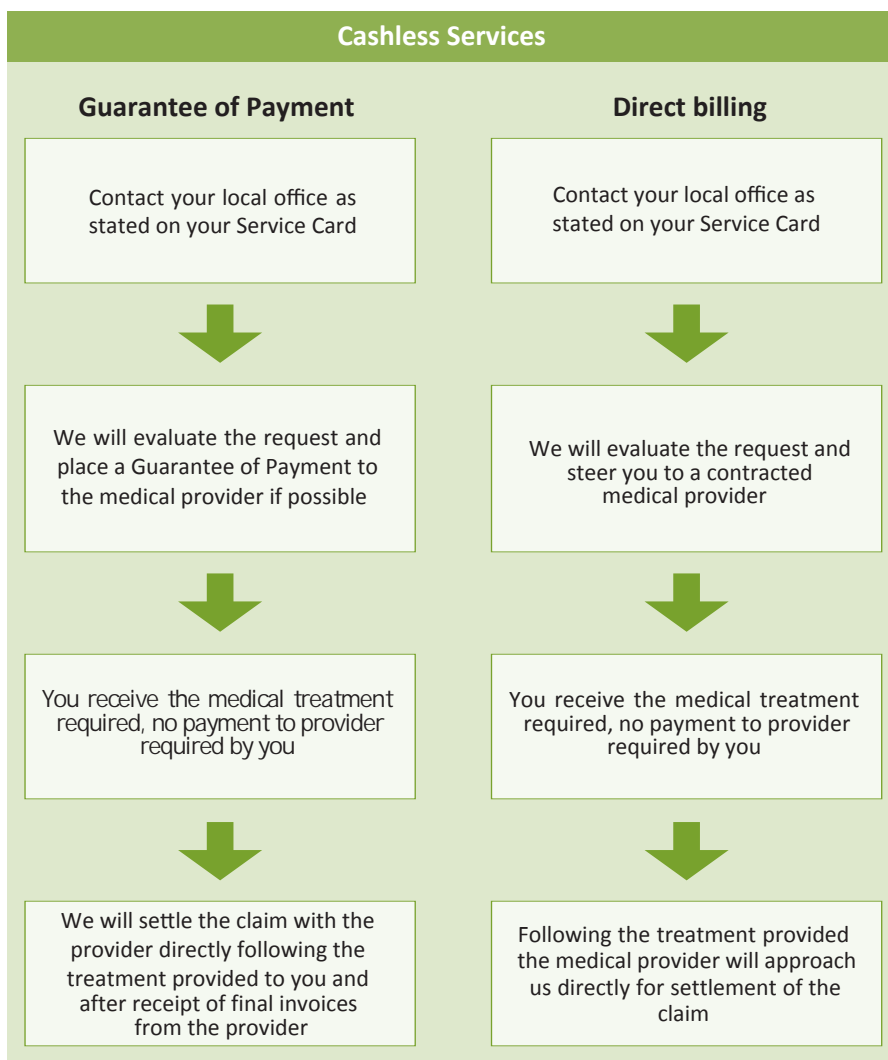 Cashless Services
Guarantee of Payment
Contact your local office as
stated on your Service Card
We will evaluate the request and
place a Guarantee of Payment to
the medical provider if possible
You receive the medical treatment
required, no payment to provider
required by you
We will settle the claim with the
provider directly following the
treatment provided to you and
after receipt of final invoices
from the provider
Direct billing
Contact your local office as
stated on your Service Card
We will evaluate the request and
steer you to a contracted
medical provider
You receive the medical treatment
required, no payment to provider
required by you
Following the treatment provided
the medical provider will approach
us directly for settlement of the
claim